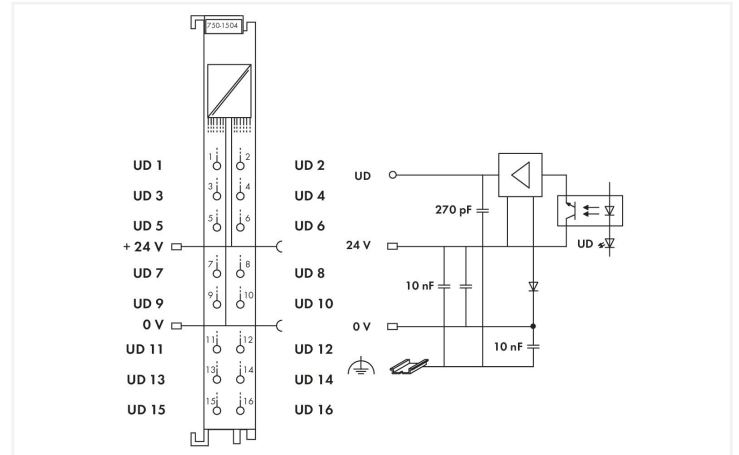 750-1504
1 2
UD 1 UD 2
3 4
UD 3 UD 4
5 6
UD 5 UD 6
+ 24 V
7 8
UD 7 UD 8
9 10
UD 9 UD 10
0 V
11 12
UD 11 UD 12
13 14
UD 13 UD 14
15 16
UD 15 UD 16
UD
270 pF
UD
24 V
10 nF
0 V
10 nF